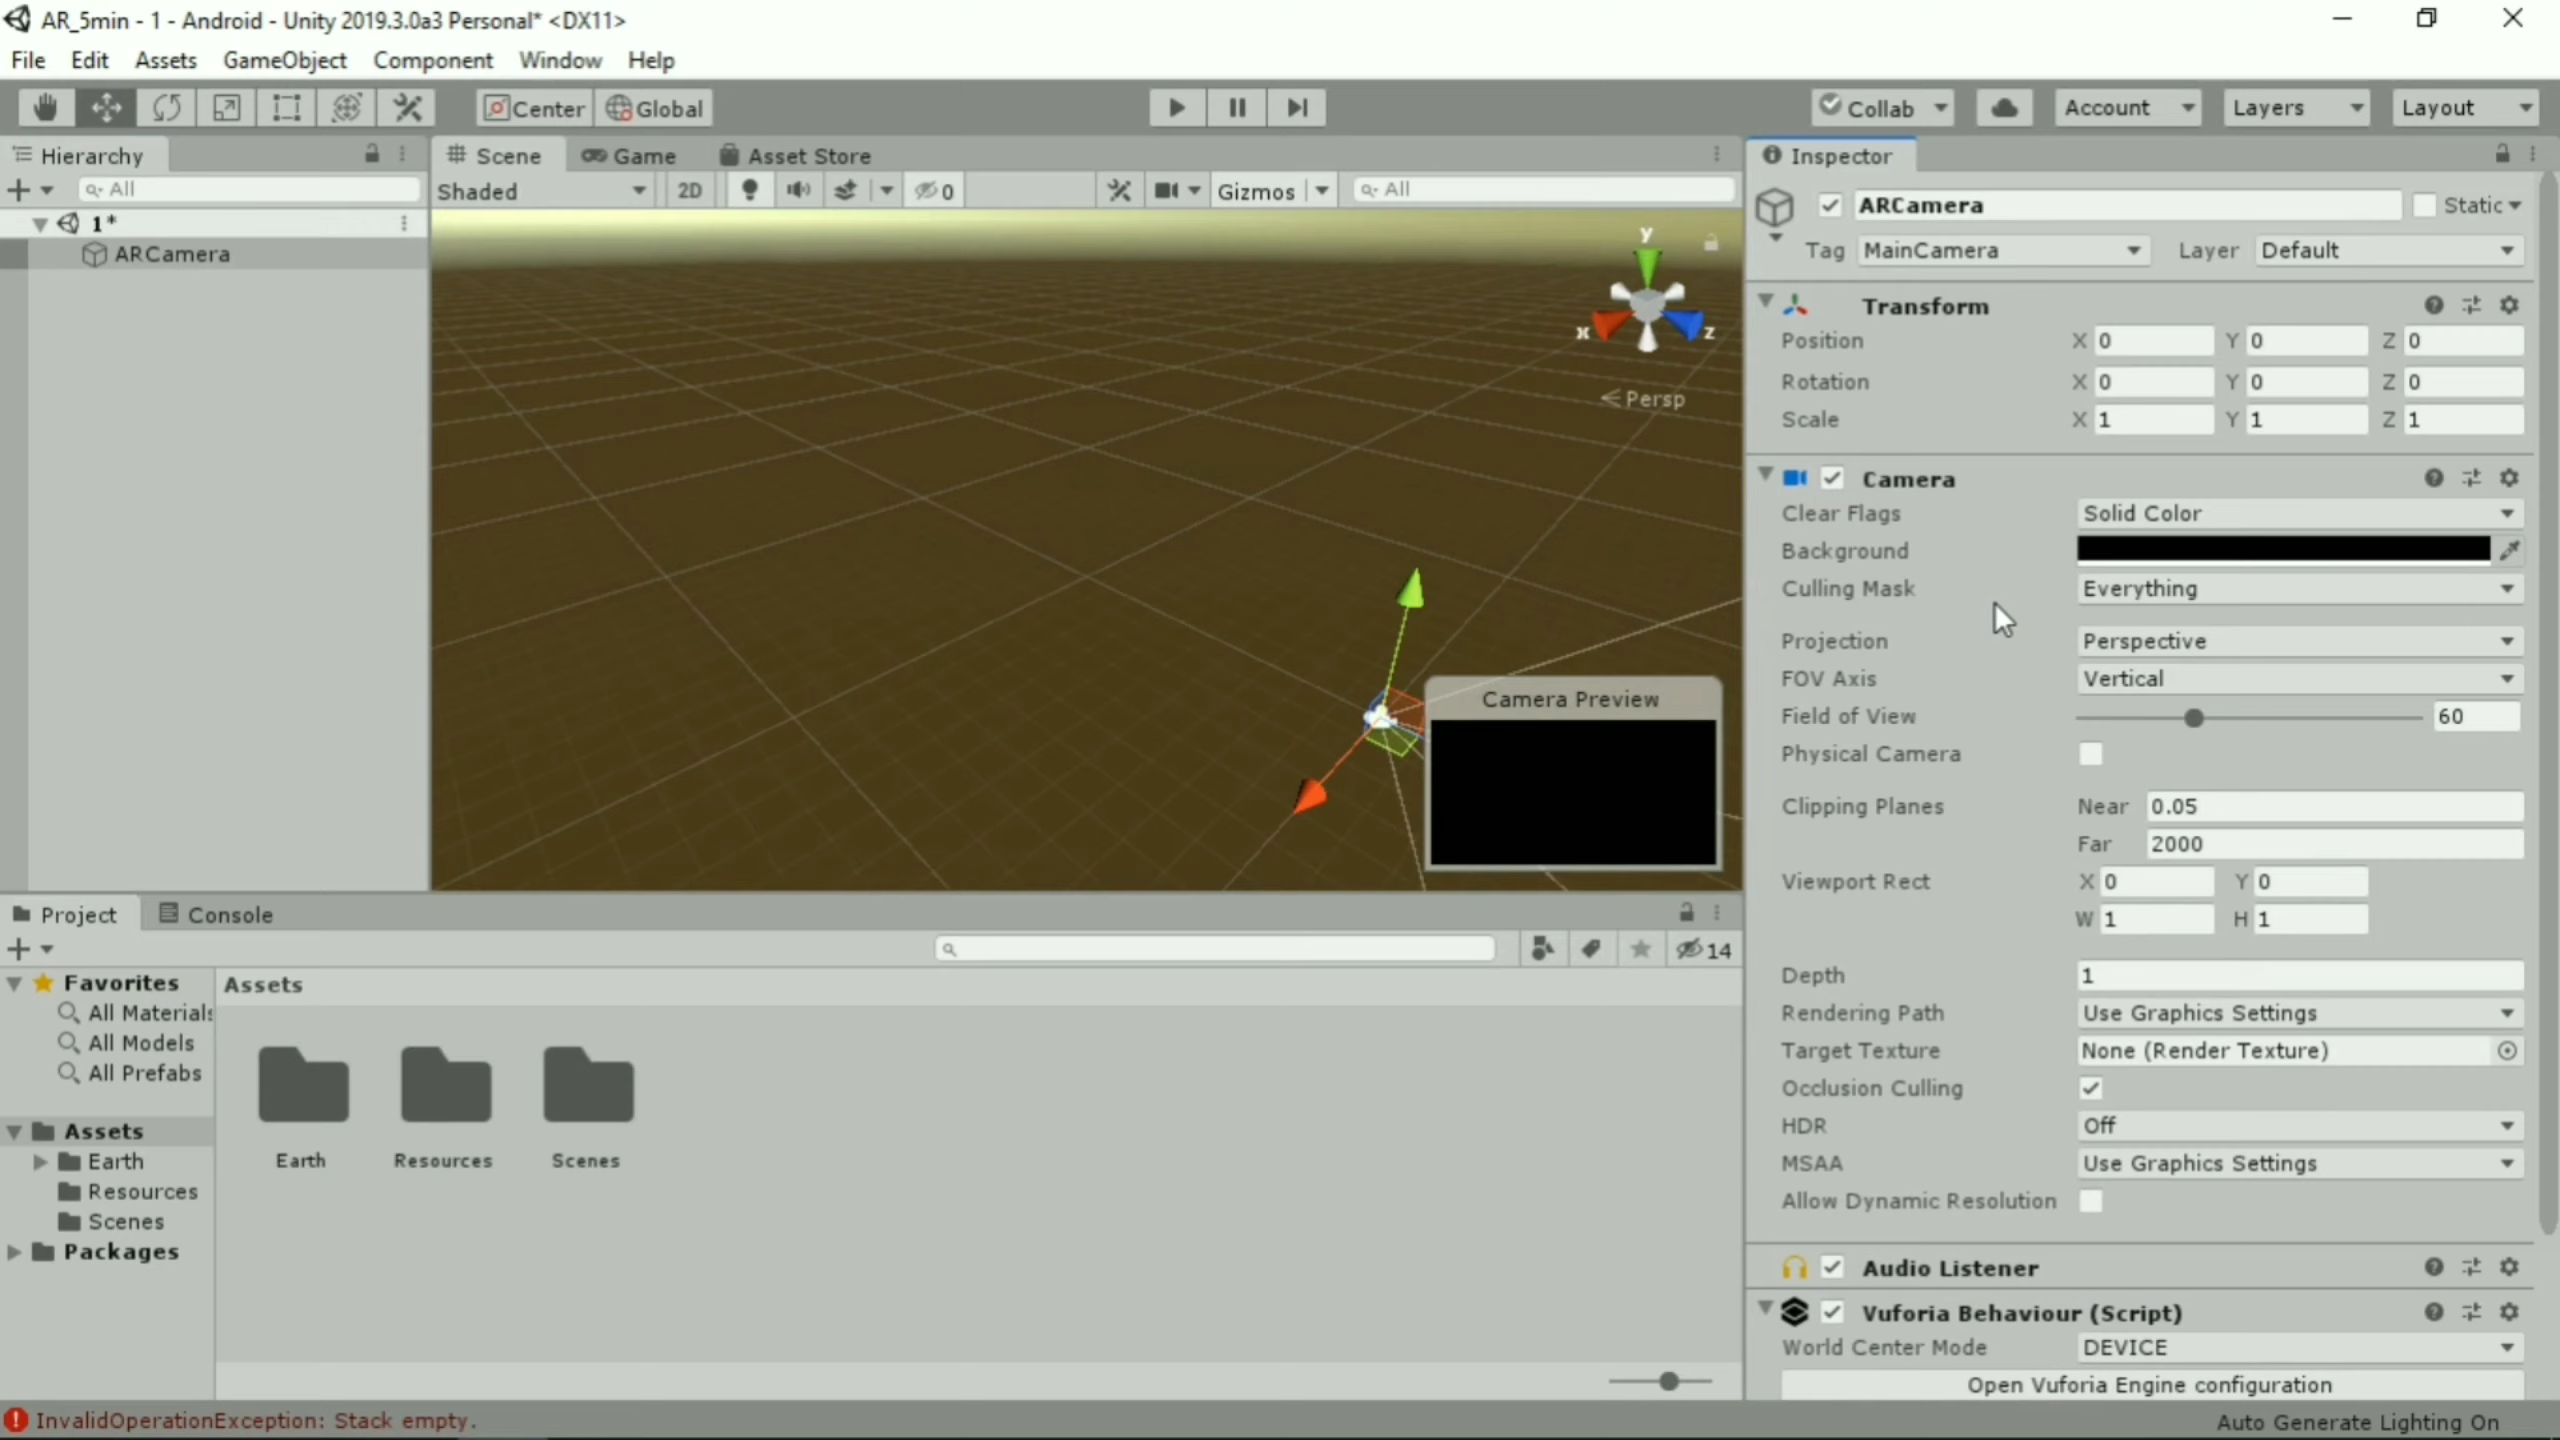 AR_5min - 1 - Android - Unity 2019.3.0a3 Personal* <DX11>
File Edit Assets GameObject Component Window Help
Center Global Collab Account Layers Layout
Hierarchy
All
1*
ARCamera
Scene Game Asset Store
Shaded 2D 0 Gizmos All
y
x z
Persp
Camera Preview
Inspector
ARCamera Static
Tag MainCamera Layer Default
Transform
Position X 0 Y 0 Z 0
Rotation X 0 Y 0 Z 0
Scale X 1 Y 1 Z 1
Camera
Clear Flags Solid Color
Background
Culling Mask Everything
Projection Perspective
FOV Axis Vertical
Field of View 60
Physical Camera
Clipping Planes Near 0.05
Far 2000
Viewport Rect X 0 Y 0
W 1 H 1
Depth 1
Rendering Path Use Graphics Settings
Target Texture None (Render Texture)
Occlusion Culling
HDR Off
MSAA Use Graphics Settings
Allow Dynamic Resolution
Audio Listener
Vuforia Behaviour (Script)
World Center Mode DEVICE
Open Vuforia Engine configuration
Project Console
14
Favorites
All Materials
All Models
All Prefabs
Assets
Earth
Resources
Scenes
Packages
Assets
Earth Resources Scenes
InvalidOperationException: Stack empty.
Auto Generate Lighting On